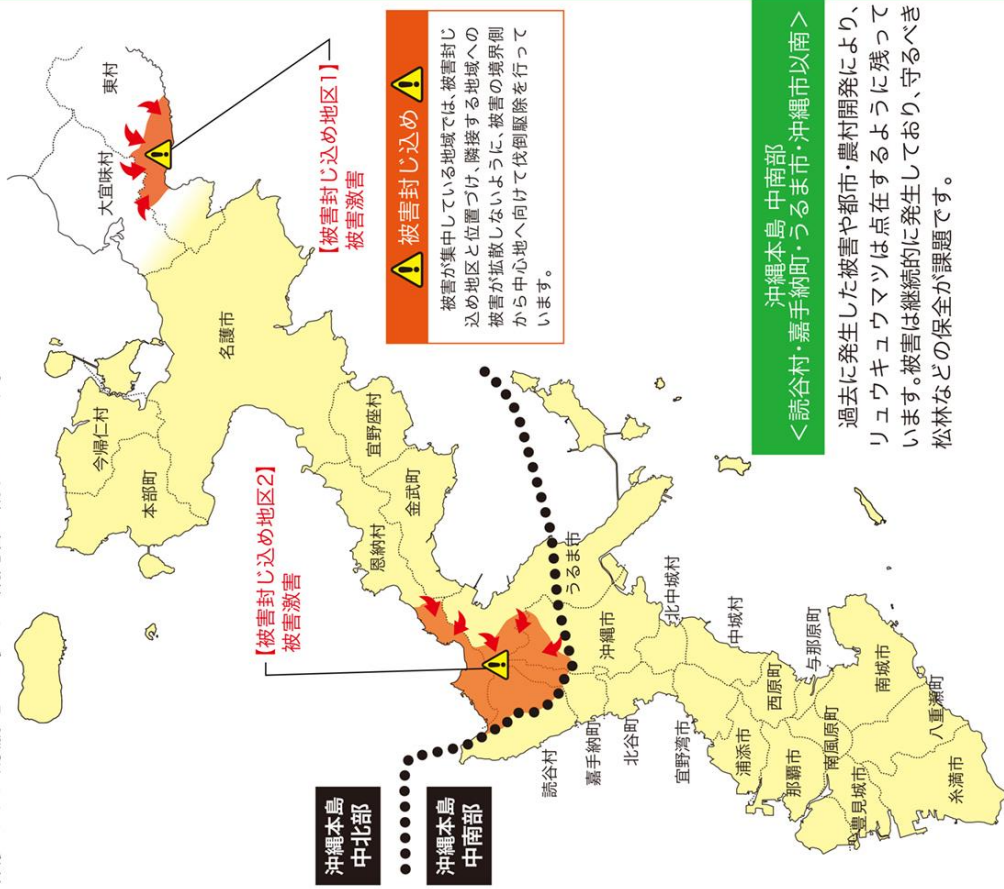 東村
大宜味村
【被害封じ込め地区1】
被害激害
被害封じ込め
被害が集中している地域では、被害封じ
込め地区と位置づけ、隣接する地域への
被害が拡散しないように、被害の境界側
から中心地へ向けて伐倒駆除を行って
います。
名護市
今帰仁村
本部町
宜野座村
金武町
恩納村
【被害封じ込め地区2】
被害激害
うるま市
沖縄市
北中城村
中城村
読谷村
嘉手納町
北谷町
宜野湾市
西原町
与那原町
浦添市
那覇市
南風原町
南城市
豊見城市
八重瀬町
糸満市
沖縄本島
中北部
沖縄本島
中南部
沖縄本島 中南部
<読谷村・嘉手納町・うるま市・沖縄市以南>
過去に発生した被害や都市・農村開発により、
リュウキュウマツは点在するように残って
います。被害は継続的に発生しており、守るべき
松林などの保全が課題です。